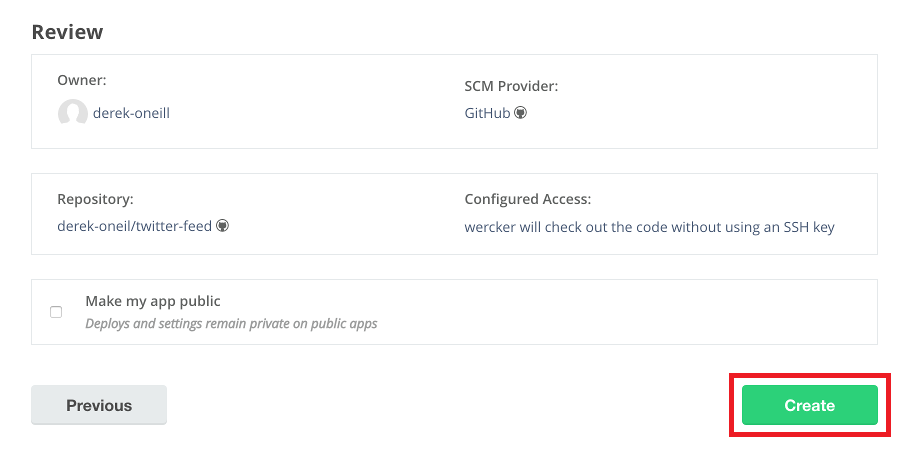 Review
Owner:
derek-oneill
SCM Provider:
GitHub
Repository:
derek-oneil/twitter-feed
Configured Access:
wercker will check out the code without using an SSH key
Make my app public
Deploys and settings remain private on public apps
Previous
Create